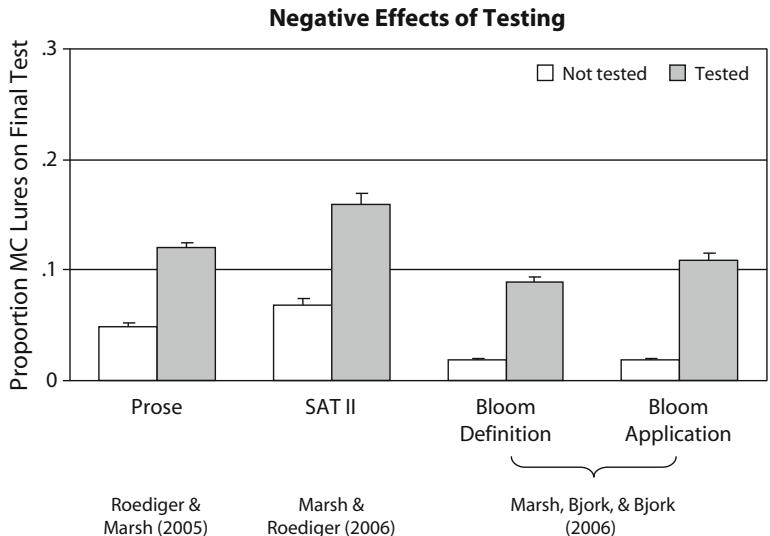 Negative Effects of Testing
Proportion MC Lures on Final Test
.3
.2
.1
0
Not tested
Tested
Prose
SAT II
Bloom
Definition
Bloom
Application
Roediger &
Marsh (2005)
Marsh &
Roediger (2006)
Marsh, Bjork, & Bjork
(2006)